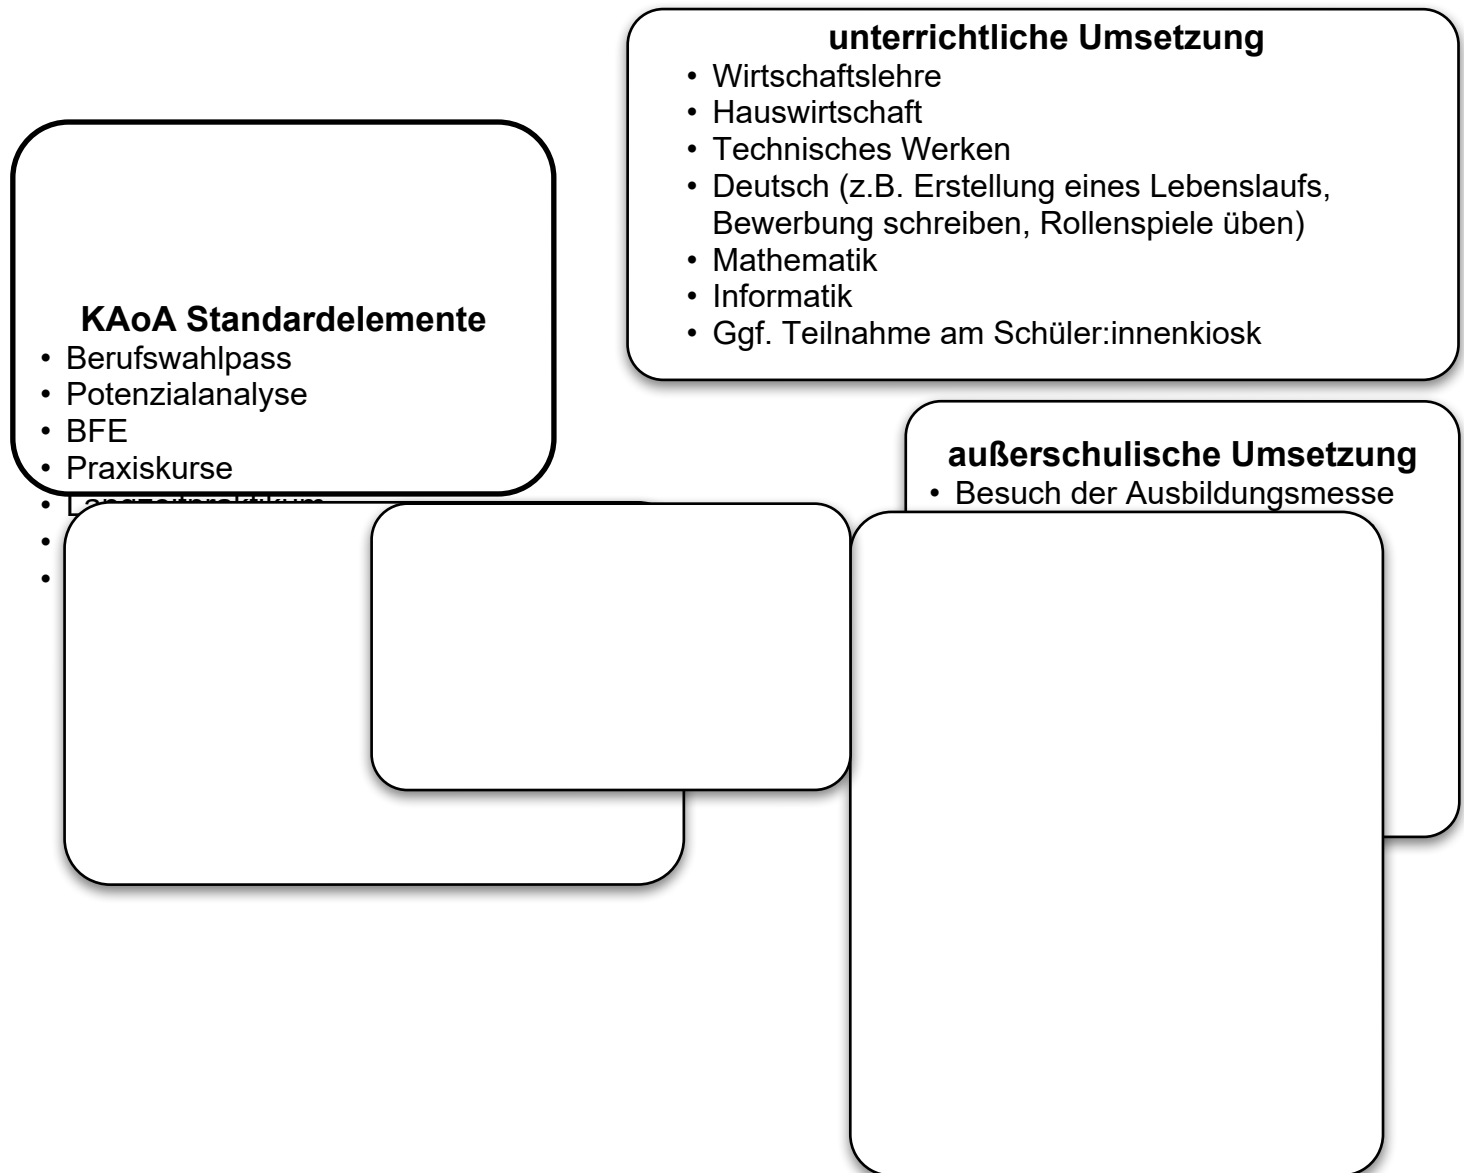 unterrichtliche Umsetzung
• Wirtschaftslehre
• Hauswirtschaft
• Technisches Werken
• Deutsch (z.B. Erstellung eines Lebenslaufs,
Bewerbung schreiben, Rollenspiele üben)
• Mathematik
• Informatik
• Ggf. Teilnahme am Schüler:innenkiosk
KAoA Standardelemente
• Berufswahlpass
• Potenzialanalyse
• BFE
• Praxiskurse
• Langzeitpraktikum
•
•
außerschulische Umsetzung
• Besuch der Ausbildungsmesse